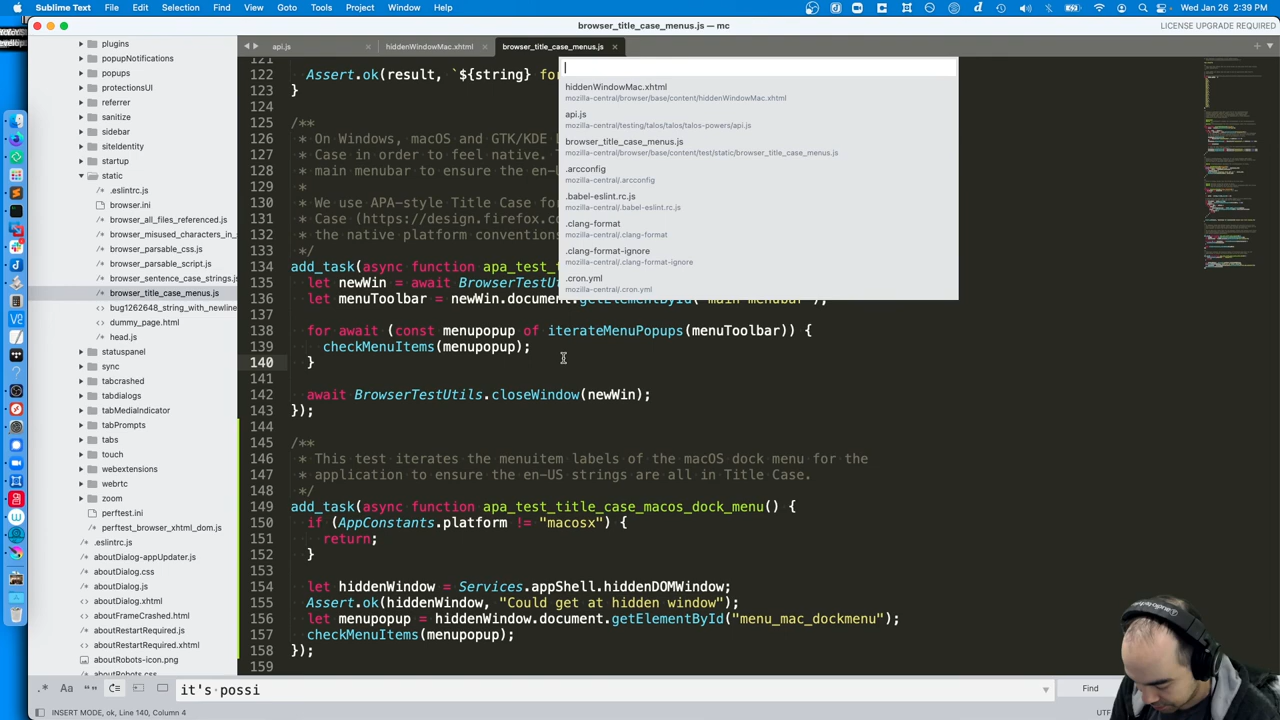 Sublime Text File Edit Selection Find View Goto Tools Project Window Help Wed Jan 26 2:39 PM
browser_title_case_menus.js — mc
LICENSE UPGRADE REQUIRED
plugins
popupNotifications
popups
protectionsUI
referrer
sanitize
sidebar
siteIdentity
startup
static
.eslintrc.js
browser.ini
browser_all_files_referenced.js
browser_misused_characters_in_
browser_parsable_css.js
browser_parsable_script.js
browser_sentence_case_strings.js
browser_title_case_menus.js
bug1262648_string_with_newline
dummy_page.html
head.js
statuspanel
sync
tabcrashed
tabdialogs
tabMediaIndicator
tabPrompts
tabs
touch
webextensions
webrtc
zoom
perftest.ini
perftest_browser_xhtml_dom.js
.eslintrc.js
aboutDialog-appUpdater.js
aboutDialog.css
aboutDialog.js
aboutDialog.xhtml
aboutFrameCrashed.html
aboutRestartRequired.js
aboutRestartRequired.xhtml
aboutRobots-icon.png
aboutRobots.css
api.js hiddenWindowMac.xhtml browser_title_case_menus.js
hiddenWindowMac.xhtml
mozilla-central/browser/base/content/hiddenWindowMac.xhtml
api.js
mozilla-central/testing/talos/talos/talos-powers/api.js
browser_title_case_menus.js
mozilla-central/browser/base/content/test/static/browser_title_case_menus.js
.arcconfig
mozilla-central/.arcconfig
.babel-eslint.rc.js
mozilla-central/.babel-eslint.rc.js
.clang-format
mozilla-central/.clang-format
.clang-format-ignore
mozilla-central/.clang-format-ignore
.cron.yml
mozilla-central/.cron.yml
121
122 Assert.ok(result, `${string} for
123 }
124
125 /**
126 * On Windows, macOS and GTK/KDE
127 * Case in order to feel native.
128 * main menubar to ensure the en-U
129 *
130 * We use APA-style Title Case for
131 * Case (https://design.firefox.co
132 * the native platform conventions
133 */
134 add_task(async function apa_test_t
135 let newWin = await BrowserTestUt
136 let menuToolbar = newWin.document.getElementById("main-menubar");
137
138 for await (const menupopup of iterateMenuPopups(menuToolbar)) {
139 checkMenuItems(menupopup);
140 }
141
142 await BrowserTestUtils.closeWindow(newWin);
143 });
144
145 /**
146 * This test iterates the menuitem labels of the macOS dock menu for the
147 * application to ensure the en-US strings are all in Title Case.
148 */
149 add_task(async function apa_test_title_case_macos_dock_menu() {
150 if (AppConstants.platform != "macosx") {
151 return;
152 }
154 let hiddenWindow = Services.appShell.hiddenDOMWindow;
155 Assert.ok(hiddenWindow, "Could get at hidden window");
156 let menupopup = hiddenWindow.document.getElementById("menu_mac_dockmenu");
157 checkMenuItems(menupopup);
158 });
159
.* Aa "" it's possi Find
INSERT MODE, ok, Line 140, Column 4 UTF